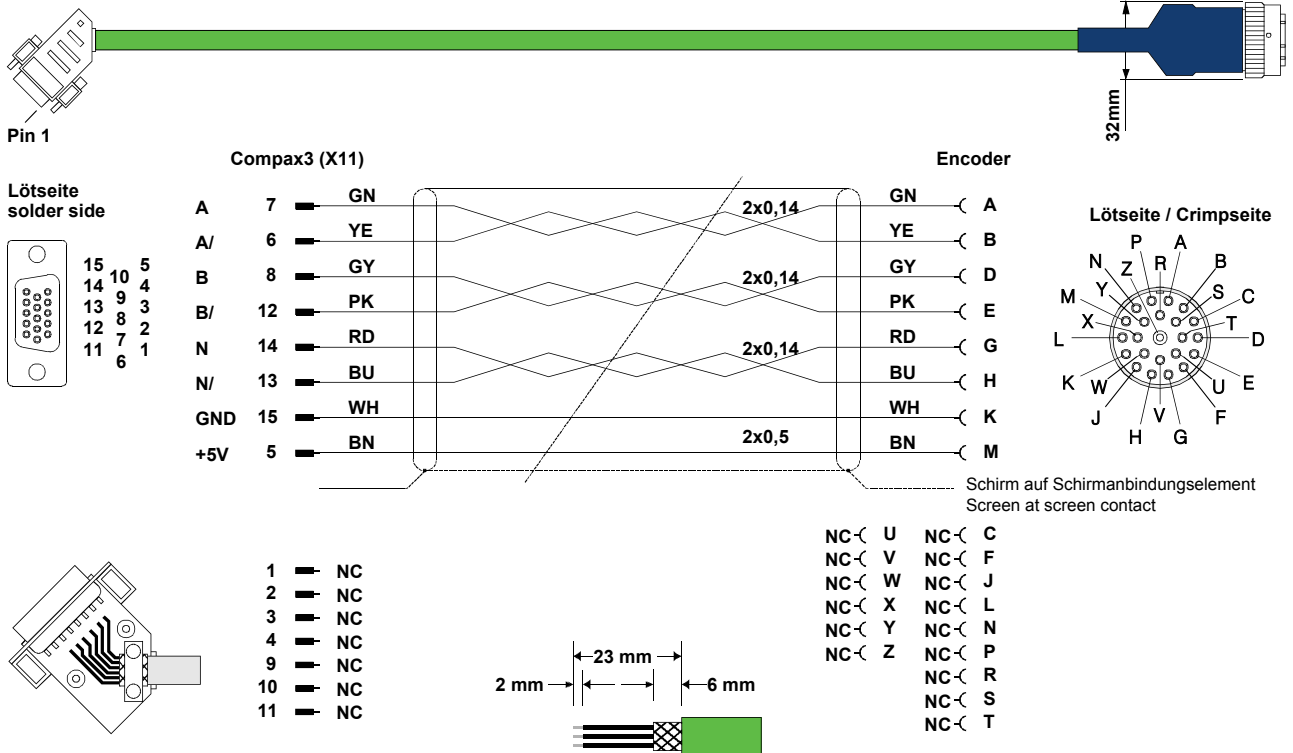 32mm
Pin 1
Compax3 (X11)
Encoder
Lötseite
solder side
15 5
10
14 4
9
13 3
8
12 2
7
11 1
6
A 7 GN 2x0,14 GN A
A/ 6 YE YE B
B 8 GY 2x0,14 GY D
B/ 12 PK PK E
N 14 RD 2x0,14 RD G
N/ 13 BU BU H
GND 15 WH WH K
+5V 5 BN 2x0,5 BN M
Lötseite / Crimpseite
P A
N Z R B
M Y S C
X T
L D
K W U E
J V F
H G
Schirm auf Schirmanbindungselement
Screen at screen contact
NC U NC C
NC V NC F
NC W NC J
NC X NC L
NC Y NC N
NC Z NC P
NC R
NC S
NC T
1 NC
2 NC
3 NC
4 NC
9 NC
10 NC
11 NC
23 mm
2 mm 6 mm